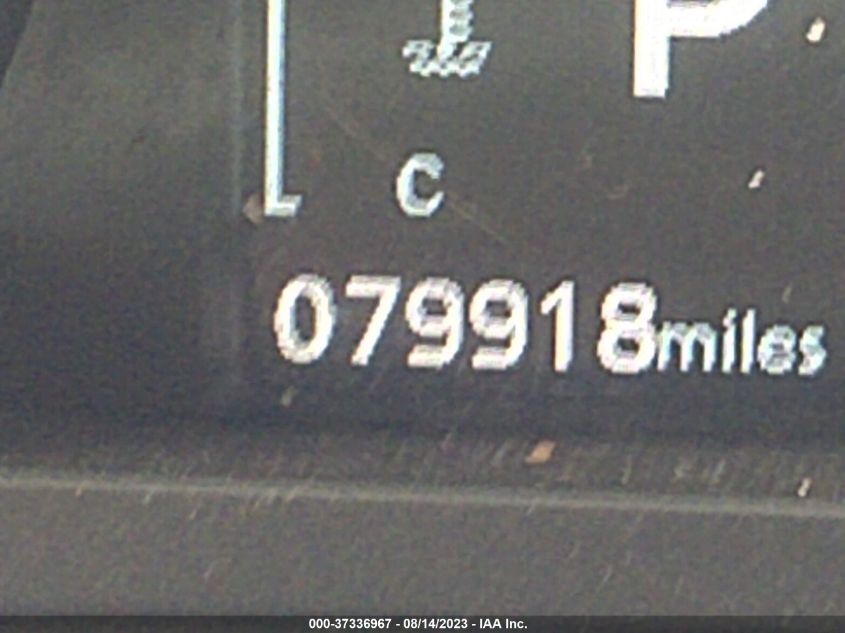 P
C
079918miles
000-37336967 - 08/14/2023 - IAA Inc.